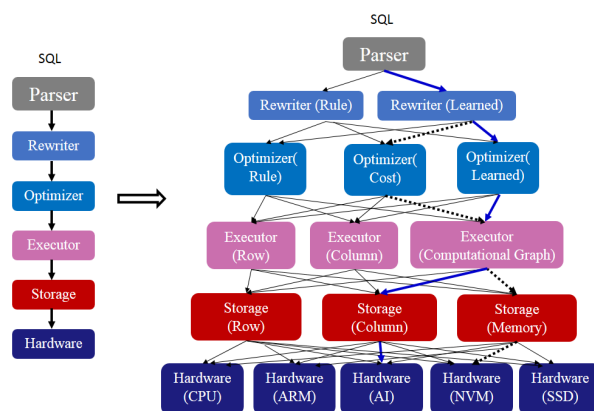 SQL
Parser
Rewriter
Optimizer
Executor
Storage
Hardware
SQL
Parser
Rewriter (Rule)
Rewriter (Learned)
Optimizer(
Rule)
Optimizer(
Cost)
Optimizer(
Learned)
Executor
(Row)
Executor
(Column)
Executor
(Computational Graph)
Storage
(Row)
Storage
(Column)
Storage
(Memory)
Hardware
(CPU)
Hardware
(ARM)
Hardware
(AI)
Hardware
(NVM)
Hardware
(SSD)